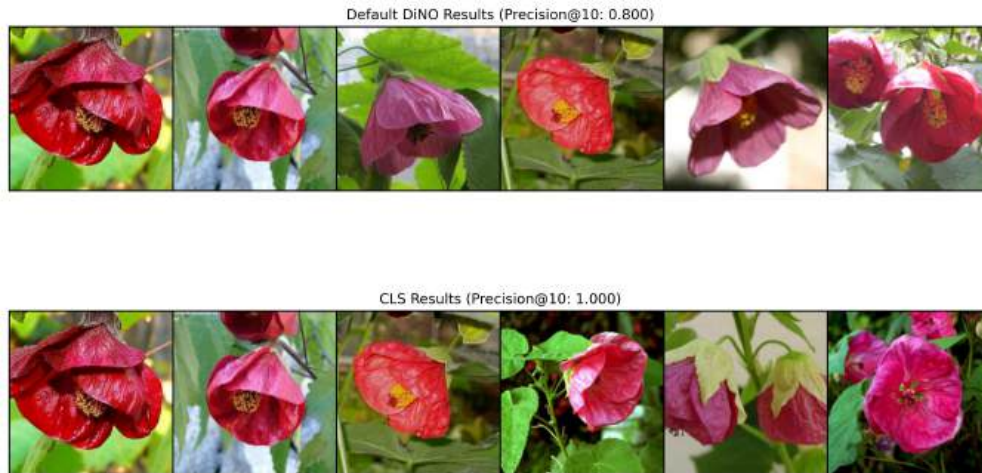 Default DiNO Results (Precision@10: 0.800)
CLS Results (Precision@10: 1.000)